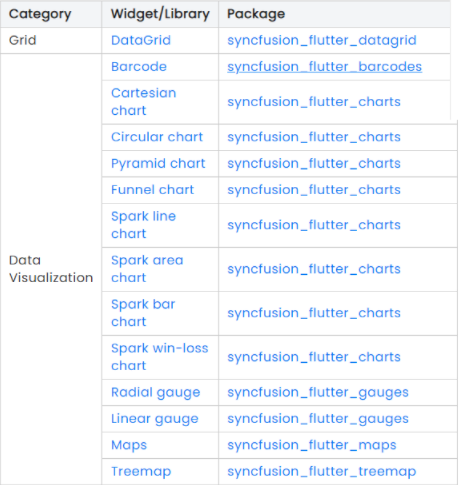 Category Widget/Library Package
Grid DataGrid syncfusion_flutter_datagrid
Barcode syncfusion_flutter_barcodes
Cartesian
chart syncfusion_flutter_charts
Circular chart syncfusion_flutter_charts
Pyramid chart syncfusion_flutter_charts
Funnel chart syncfusion_flutter_charts
Spark line
chart syncfusion_flutter_charts
Data
Visualization
Spark area
chart syncfusion_flutter_charts
Spark bar
chart syncfusion_flutter_charts
Spark win-loss
chart syncfusion_flutter_charts
Radial gauge syncfusion_flutter_gauges
Linear gauge syncfusion_flutter_gauges
Maps syncfusion_flutter_maps
Treemap syncfusion_flutter_treemap